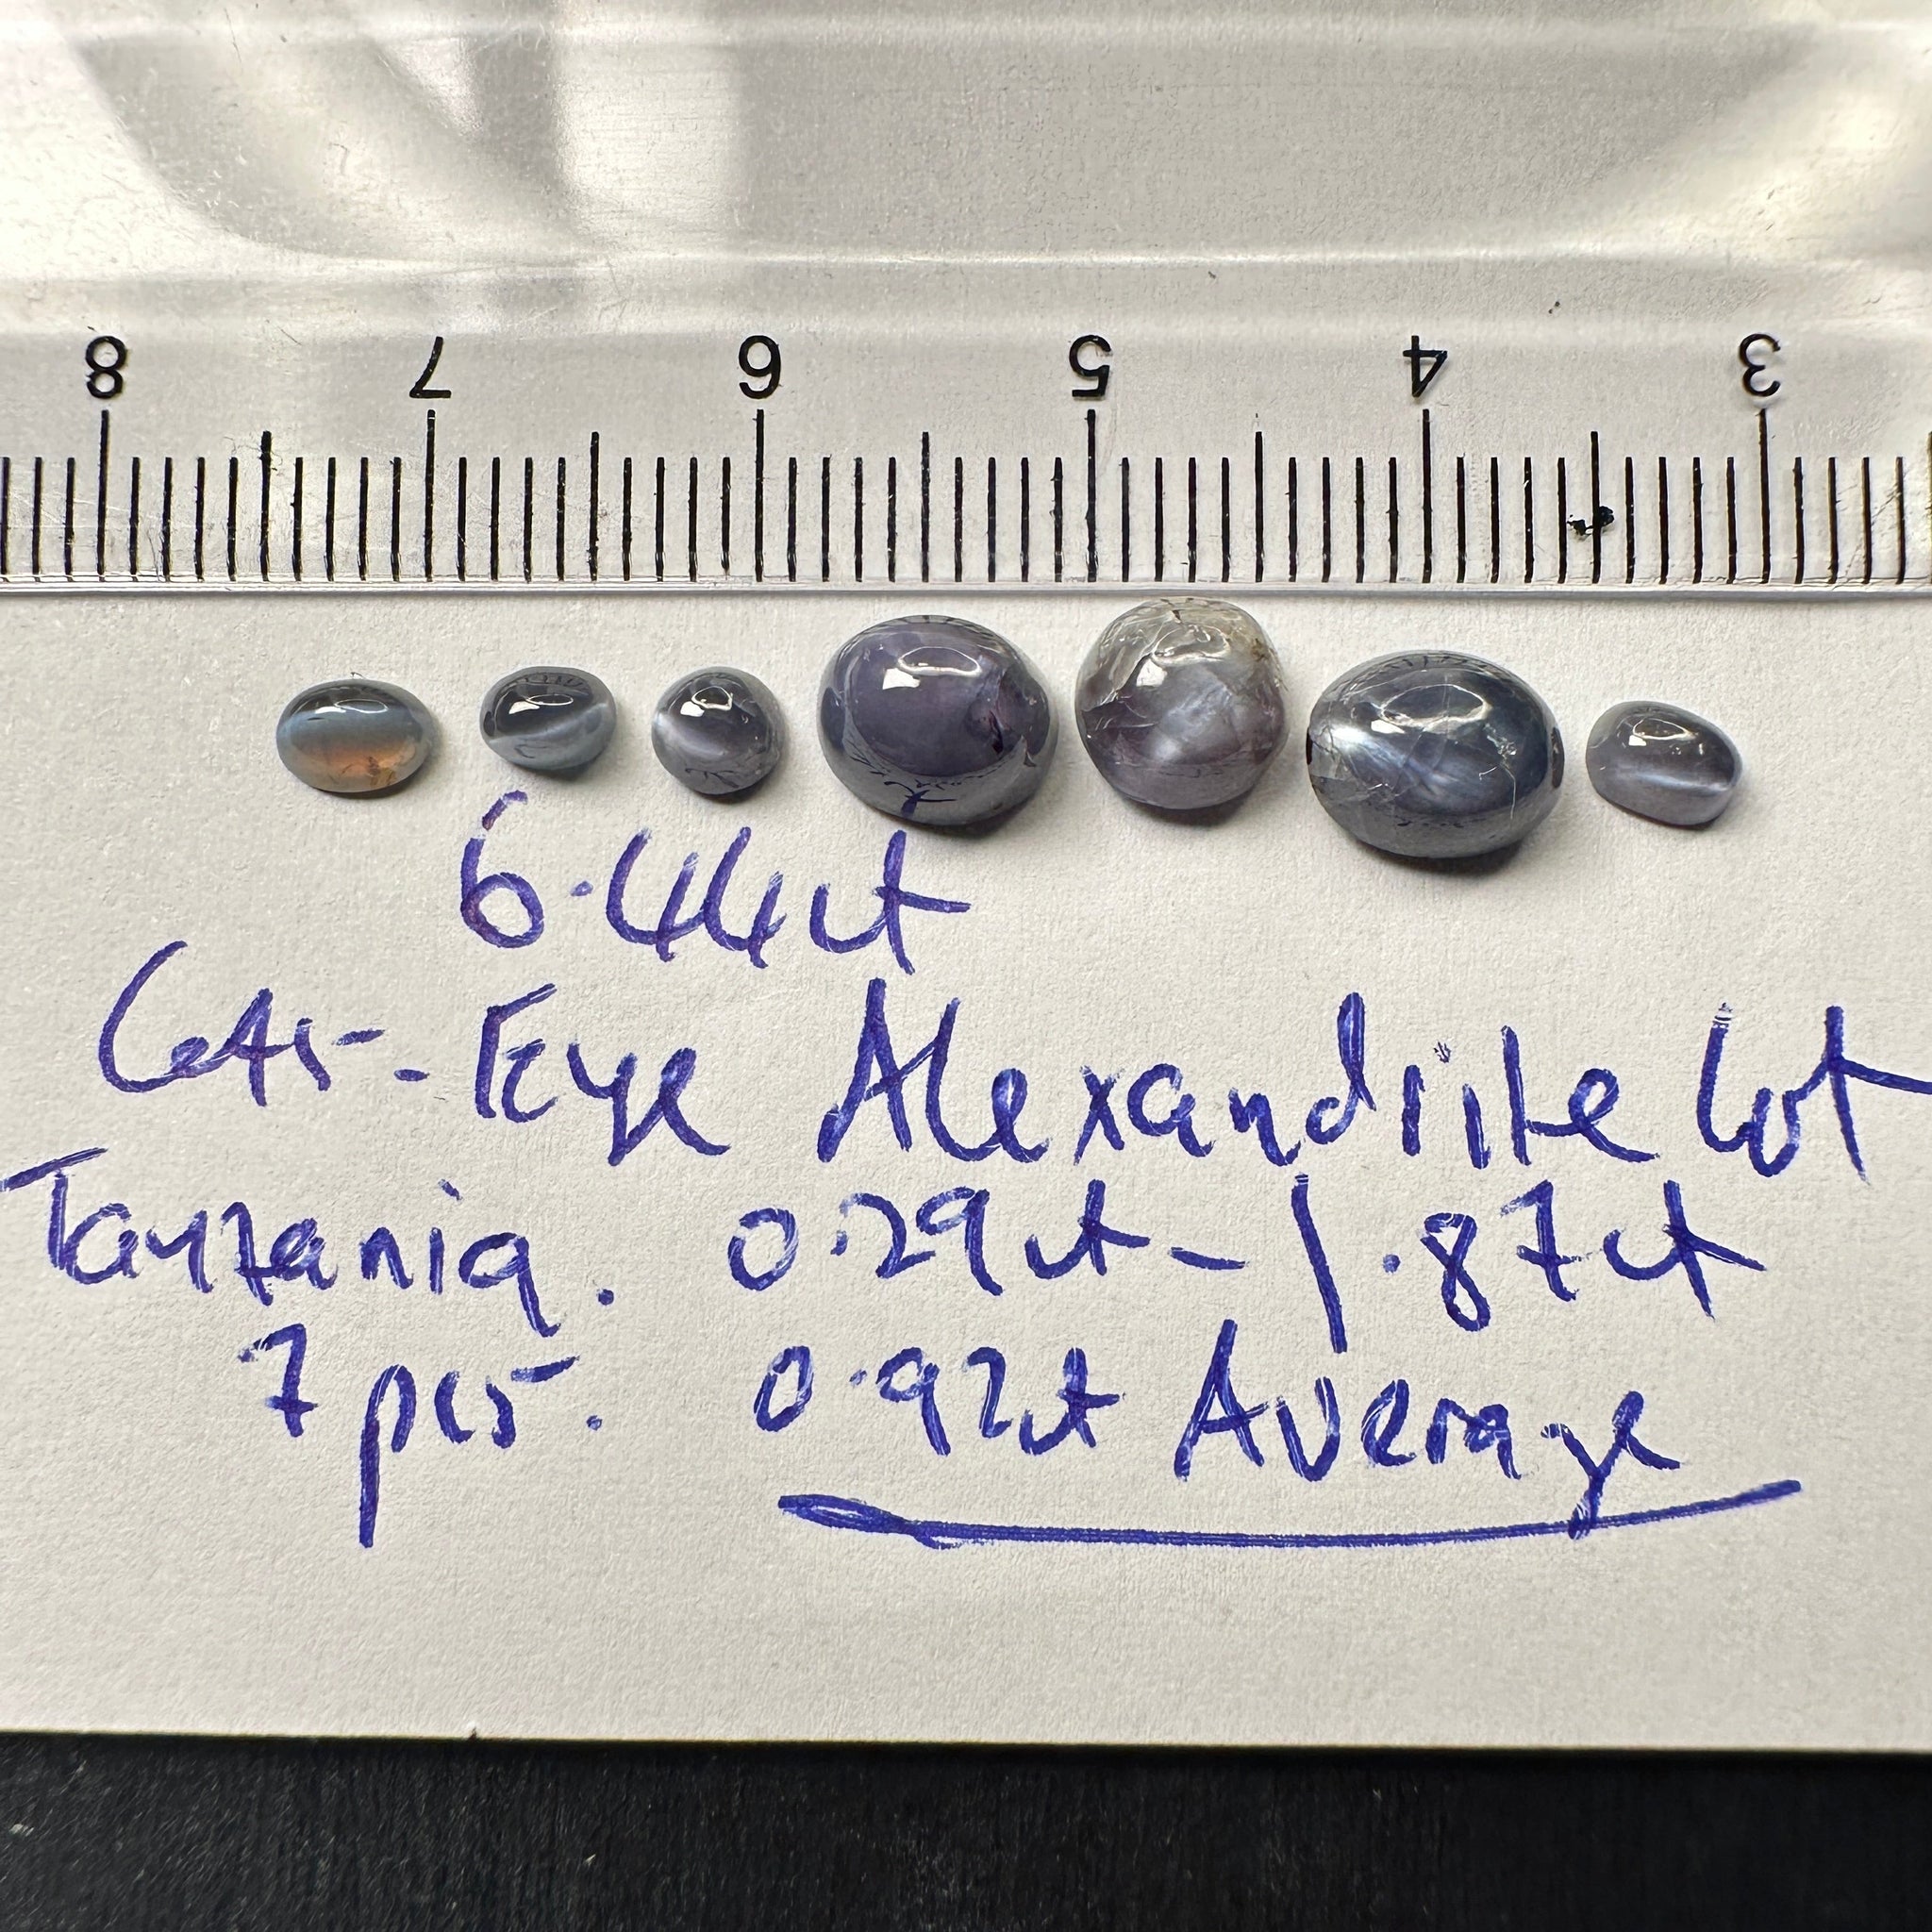 8 7 6 5 4 3
6.44ct
Cats-Eye Alexandrite lot
Tanzania. 0.29ct-1.87ct
7pcs. 0.92ct Average